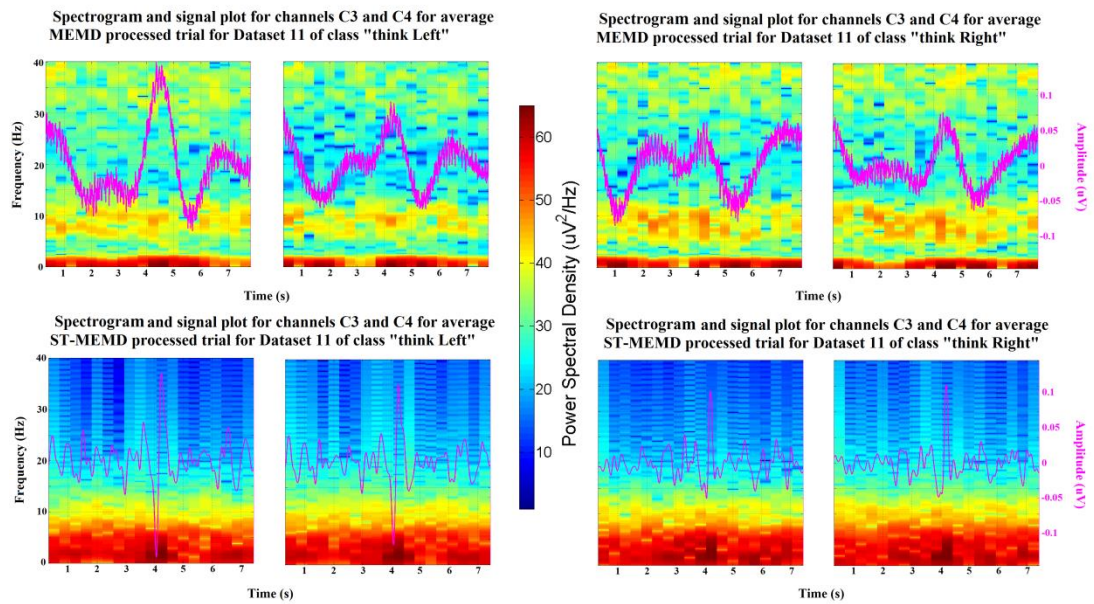 Spectrogram and signal plot for channels C3 and C4 for average
MEMD processed trial for Dataset 11 of class "think Left"
Spectrogram and signal plot for channels C3 and C4 for average
MEMD processed trial for Dataset 11 of class "think Right"
Frequency (Hz)
40
30
20
10
0
1 2 3 4 5 6 7
1 2 3 4 5 6 7
Time (s)
Power Spectral Density (uV²/Hz)
60
50
40
30
20
10
1 2 3 4 5 6 7
1 2 3 4 5 6 7
Time (s)
0.1
0.05
0
-0.05
-0.1
Amplitude (uV)
Spectrogram and signal plot for channels C3 and C4 for average
ST-MEMD processed trial for Dataset 11 of class "think Left"
Spectrogram and signal plot for channels C3 and C4 for average
ST-MEMD processed trial for Dataset 11 of class "think Right"
Frequency (Hz)
40
30
20
10
0
1 2 3 4 5 6 7
1 2 3 4 5 6 7
Time (s)
1 2 3 4 5 6 7
1 2 3 4 5 6 7
Time (s)
0.1
0.05
0
-0.05
-0.1
Amplitude (uV)